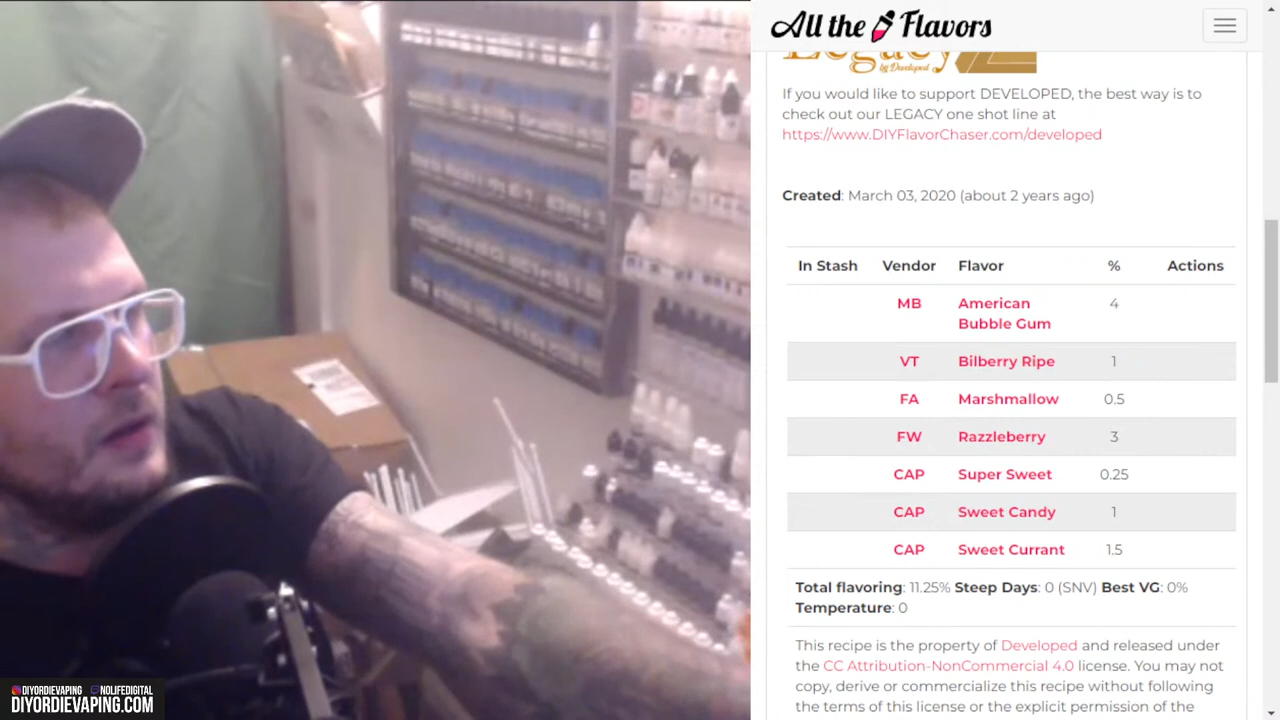 All the Flavors
Legacy
by Developed
If you would like to support DEVELOPED, the best way is to
check out our LEGACY one shot line at
https://www.DIYFlavorChaser.com/developed
Created: March 03, 2020 (about 2 years ago)
In Stash Vendor Flavor % Actions
MB American Bubble Gum 4
VT Bilberry Ripe 1
FA Marshmallow 0.5
FW Razzleberry 3
CAP Super Sweet 0.25
CAP Sweet Candy 1
CAP Sweet Currant 1.5
Total flavoring: 11.25% Steep Days: 0 (SNV) Best VG: 0%
Temperature: 0
This recipe is the property of Developed and released under
the CC Attribution-NonCommercial 4.0 license. You may not
copy, derive or commercialize this recipe without following
the terms of this license or the explicit permission of the
DIYORDIEVAPING NOLIFEDIGITAL
DIYORDIEVAPING.COM